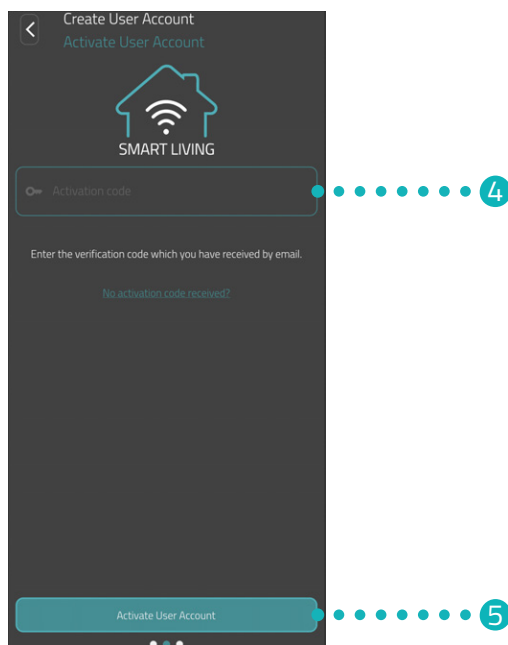 Create User Account
Activate User Account
SMART LIVING
Activation code
4
Enter the verification code which you have received by email.
No activation code received?
Activate User Account
5